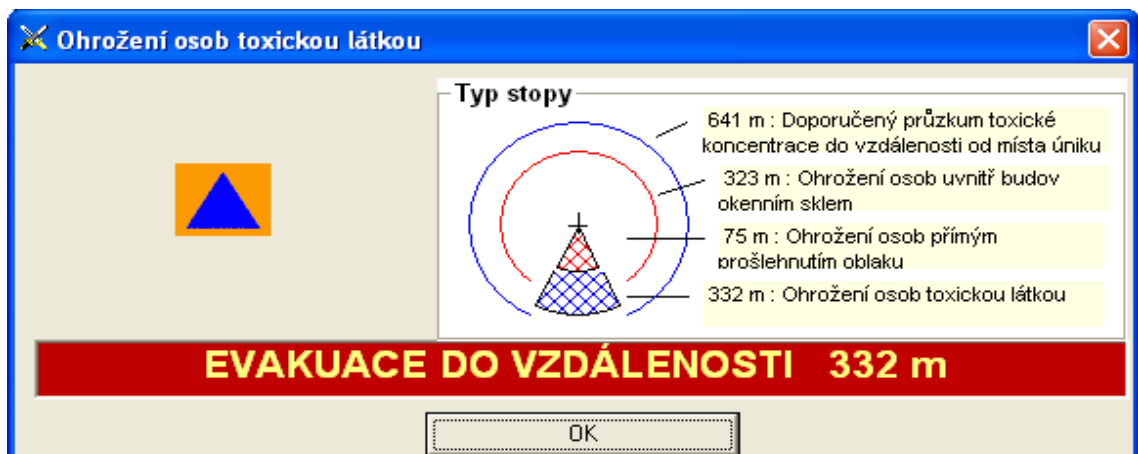 Ohrožení osob toxickou látkou
Typ stopy
641 m : Doporučený průzkum toxické
koncentrace do vzdálenosti od místa úniku
323 m : Ohrožení osob uvnitř budov
okenním sklem
75 m : Ohrožení osob přímým
prošlehnutím oblaku
332 m : Ohrožení osob toxickou látkou
EVAKUACE DO VZDÁLENOSTI 332 m
OK